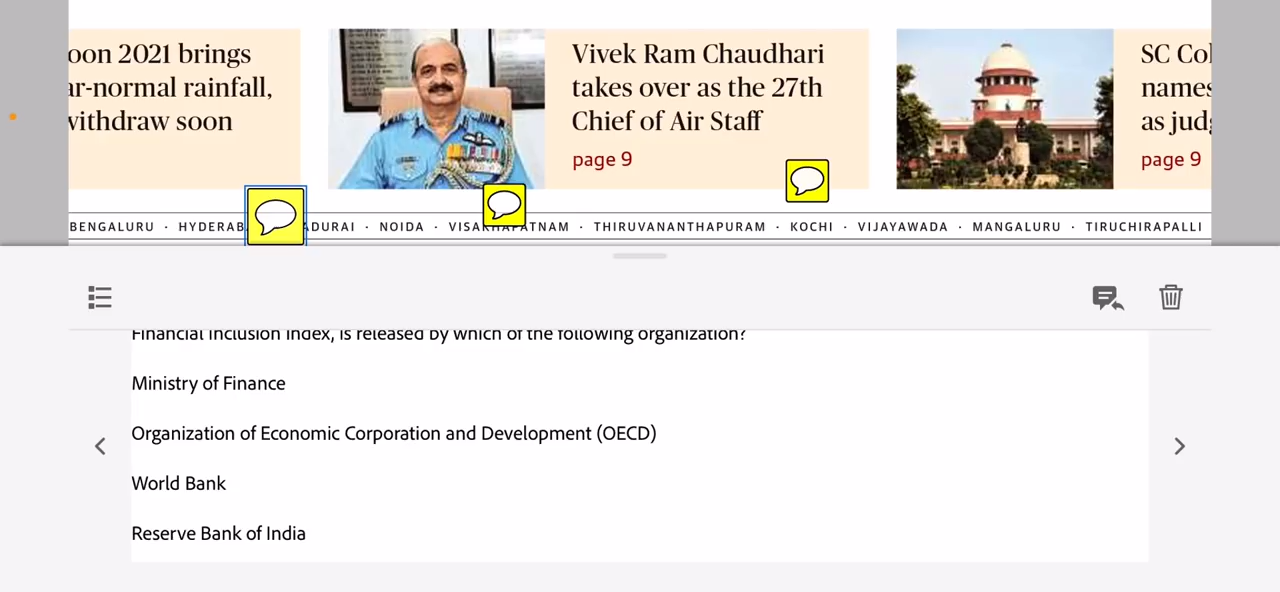 oon 2021 brings
ar-normal rainfall,
withdraw soon
Vivek Ram Chaudhari
takes over as the 27th
Chief of Air Staff
page 9
SC Col
names
as jud
page 9
BENGALURU · HYDERAB ADURAI · NOIDA · VISAKHAPATNAM · THIRUVANANTHAPURAM · KOCHI · VIJAYAWADA · MANGALURU · TIRUCHIRAPALLI
Financial Inclusion Index, is released by which of the following organization?
Ministry of Finance
Organization of Economic Corporation and Development (OECD)
World Bank
Reserve Bank of India